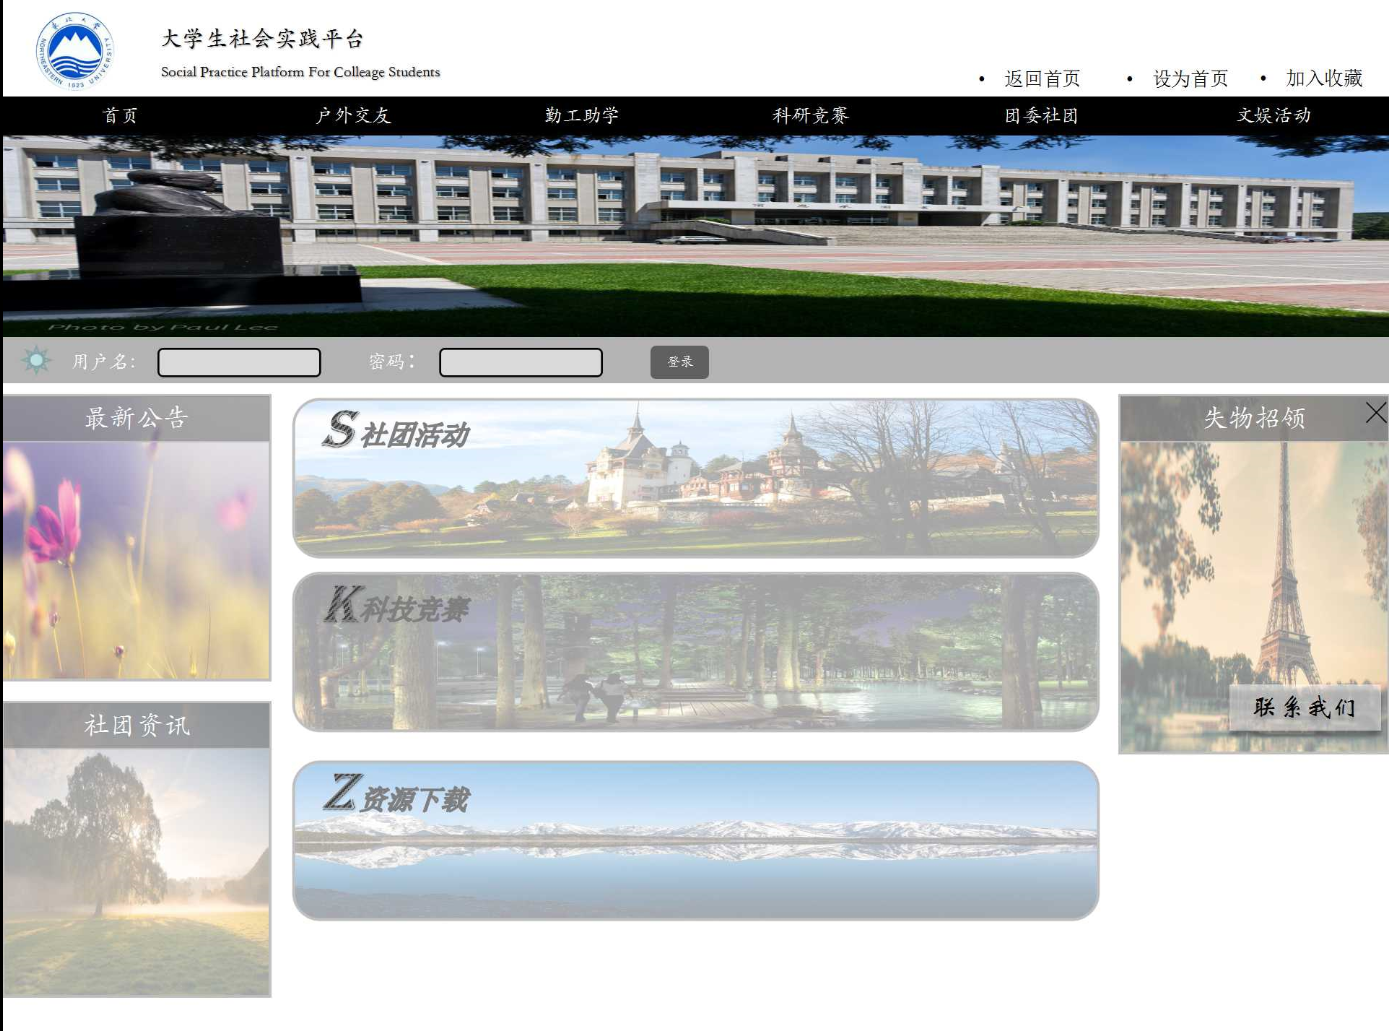 东北大学
NORTHEASTERN 1923 UNIVERSITY
大学生社会实践平台
Social Practice Platform For Colleage Students
• 返回首页 • 设为首页 • 加入收藏
首页 户外交友 勤工助学 科研竞赛 团委社团 文娱活动
Photo by Paul Lee
用户名: 密码: 登录
最新公告
S 社团活动
失物招领
K 科技竞赛
联系我们
社团资讯
Z 资源下载